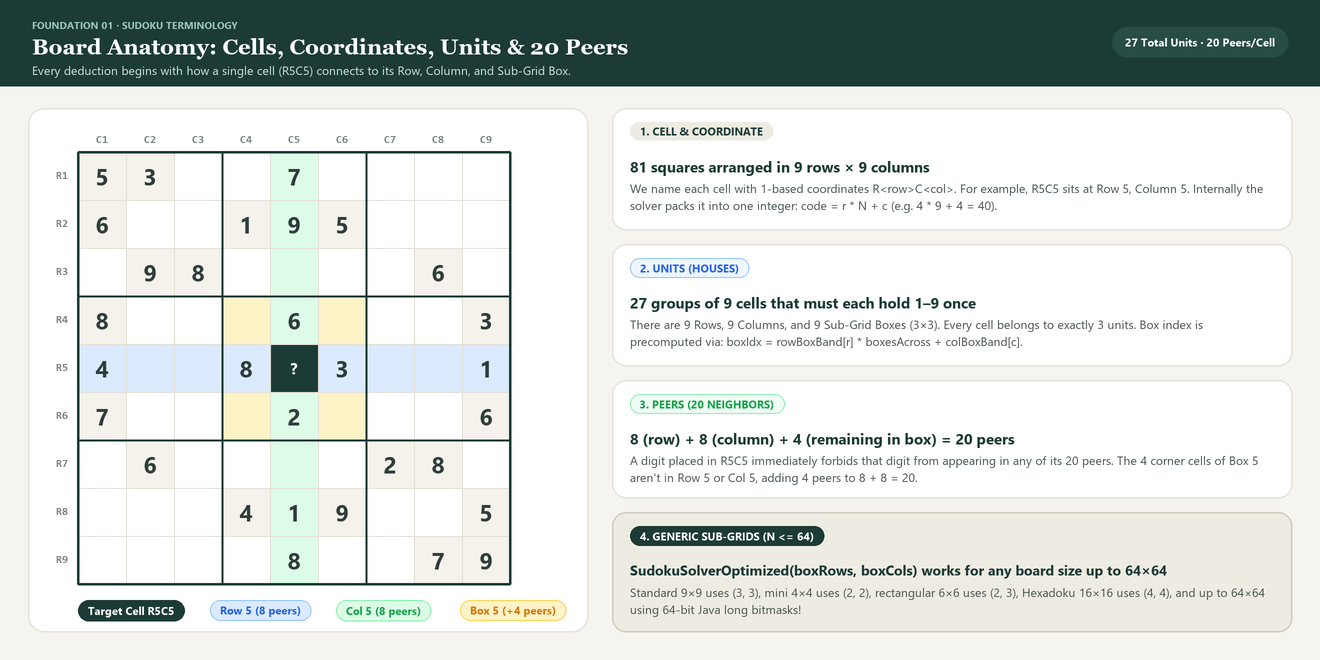 FOUNDATION 01 · SUDOKU TERMINOLOGY
Board Anatomy: Cells, Coordinates, Units & 20 Peers
Every deduction begins with how a single cell (R5C5) connects to its Row, Column, and Sub-Grid Box.
27 Total Units · 20 Peers/Cell
C1 C2 C3 C4 C5 C6 C7 C8 C9
R1 5 3 7
R2 6 1 9 5
R3 9 8 6
R4 8 6 3
R5 4 8 ? 3 1
R6 7 2 6
R7 6 2 8
R8 4 1 9 5
R9 8 7 9
Target Cell R5C5
Row 5 (8 peers)
Col 5 (8 peers)
Box 5 (+4 peers)
1. CELL & COORDINATE
81 squares arranged in 9 rows × 9 columns
We name each cell with 1-based coordinates R<row>C<col>. For example, R5C5 sits at Row 5, Column 5. Internally the
solver packs it into one integer: code = r * N + c (e.g. 4 * 9 + 4 = 40).
2. UNITS (HOUSES)
27 groups of 9 cells that must each hold 1–9 once
There are 9 Rows, 9 Columns, and 9 Sub-Grid Boxes (3×3). Every cell belongs to exactly 3 units. Box index is
precomputed via: boxIdx = rowBoxBand[r] * boxesAcross + colBoxBand[c].
3. PEERS (20 NEIGHBORS)
8 (row) + 8 (column) + 4 (remaining in box) = 20 peers
A digit placed in R5C5 immediately forbids that digit from appearing in any of its 20 peers. The 4 corner cells of Box 5
aren't in Row 5 or Col 5, adding 4 peers to 8 + 8 = 20.
4. GENERIC SUB-GRIDS (N <= 64)
SudokuSolverOptimized(boxRows, boxCols) works for any board size up to 64×64
Standard 9×9 uses (3, 3), mini 4×4 uses (2, 2), rectangular 6×6 uses (2, 3), Hexadoku 16×16 uses (4, 4), and up to 64×64
using 64-bit Java long bitmasks!